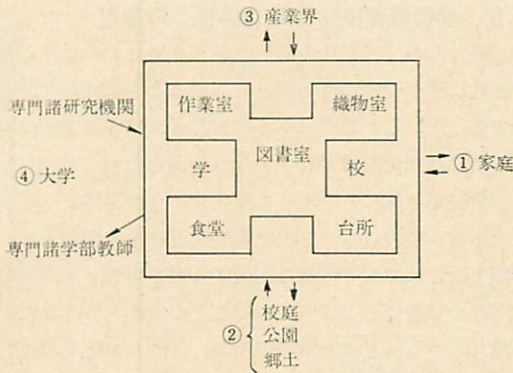 ③ 産業界
専門諸研究機関
作業室
織物室
図書室
学
校
④ 大学
① 家庭
食堂
台所
専門諸学部教師
② 校庭
公園
郷土